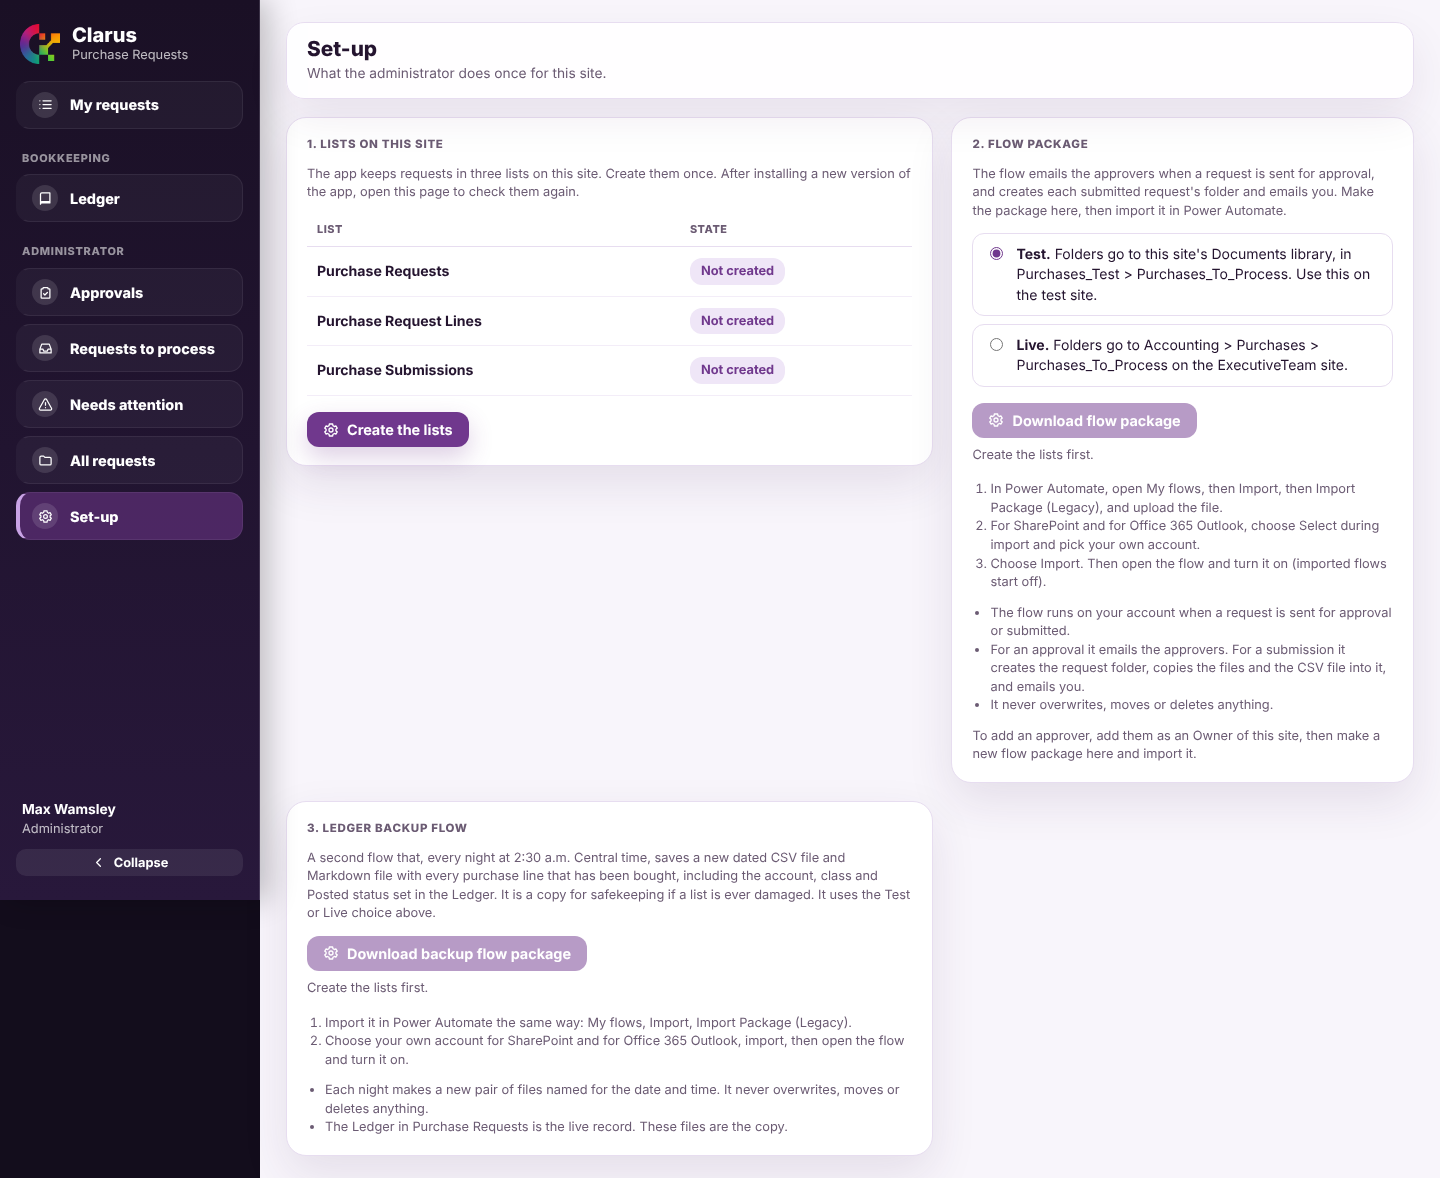 Clarus
Purchase Requests
My requests
BOOKKEEPING
Ledger
ADMINISTRATOR
Approvals
Requests to process
Needs attention
All requests
Set-up
Max Wamsley
Administrator
Collapse
Set-up
What the administrator does once for this site.
1. LISTS ON THIS SITE
The app keeps requests in three lists on this site. Create them once. After installing a new version of
the app, open this page to check them again.
LIST STATE
Purchase Requests Not created
Purchase Request Lines Not created
Purchase Submissions Not created
Create the lists
2. FLOW PACKAGE
The flow emails the approvers when a request is sent for approval,
and creates each submitted request's folder and emails you. Make
the package here, then import it in Power Automate.
Test. Folders go to this site's Documents library, in
Purchases_Test > Purchases_To_Process. Use this on
the test site.
Live. Folders go to Accounting > Purchases >
Purchases_To_Process on the ExecutiveTeam site.
Download flow package
Create the lists first.
1. In Power Automate, open My flows, then Import, then Import
Package (Legacy), and upload the file.
2. For SharePoint and for Office 365 Outlook, choose Select during
import and pick your own account.
3. Choose Import. Then open the flow and turn it on (imported flows
start off).
• The flow runs on your account when a request is sent for approval
or submitted.
• For an approval it emails the approvers. For a submission it
creates the request folder, copies the files and the CSV file into it,
and emails you.
• It never overwrites, moves or deletes anything.
To add an approver, add them as an Owner of this site, then make a
new flow package here and import it.
3. LEDGER BACKUP FLOW
A second flow that, every night at 2:30 a.m. Central time, saves a new dated CSV file and
Markdown file with every purchase line that has been bought, including the account, class and
Posted status set in the Ledger. It is a copy for safekeeping if a list is ever damaged. It uses the Test
or Live choice above.
Download backup flow package
Create the lists first.
1. Import it in Power Automate the same way: My flows, Import, Import Package (Legacy).
2. Choose your own account for SharePoint and for Office 365 Outlook, import, then open the flow
and turn it on.
• Each night makes a new pair of files named for the date and time. It never overwrites, moves or
deletes anything.
• The Ledger in Purchase Requests is the live record. These files are the copy.